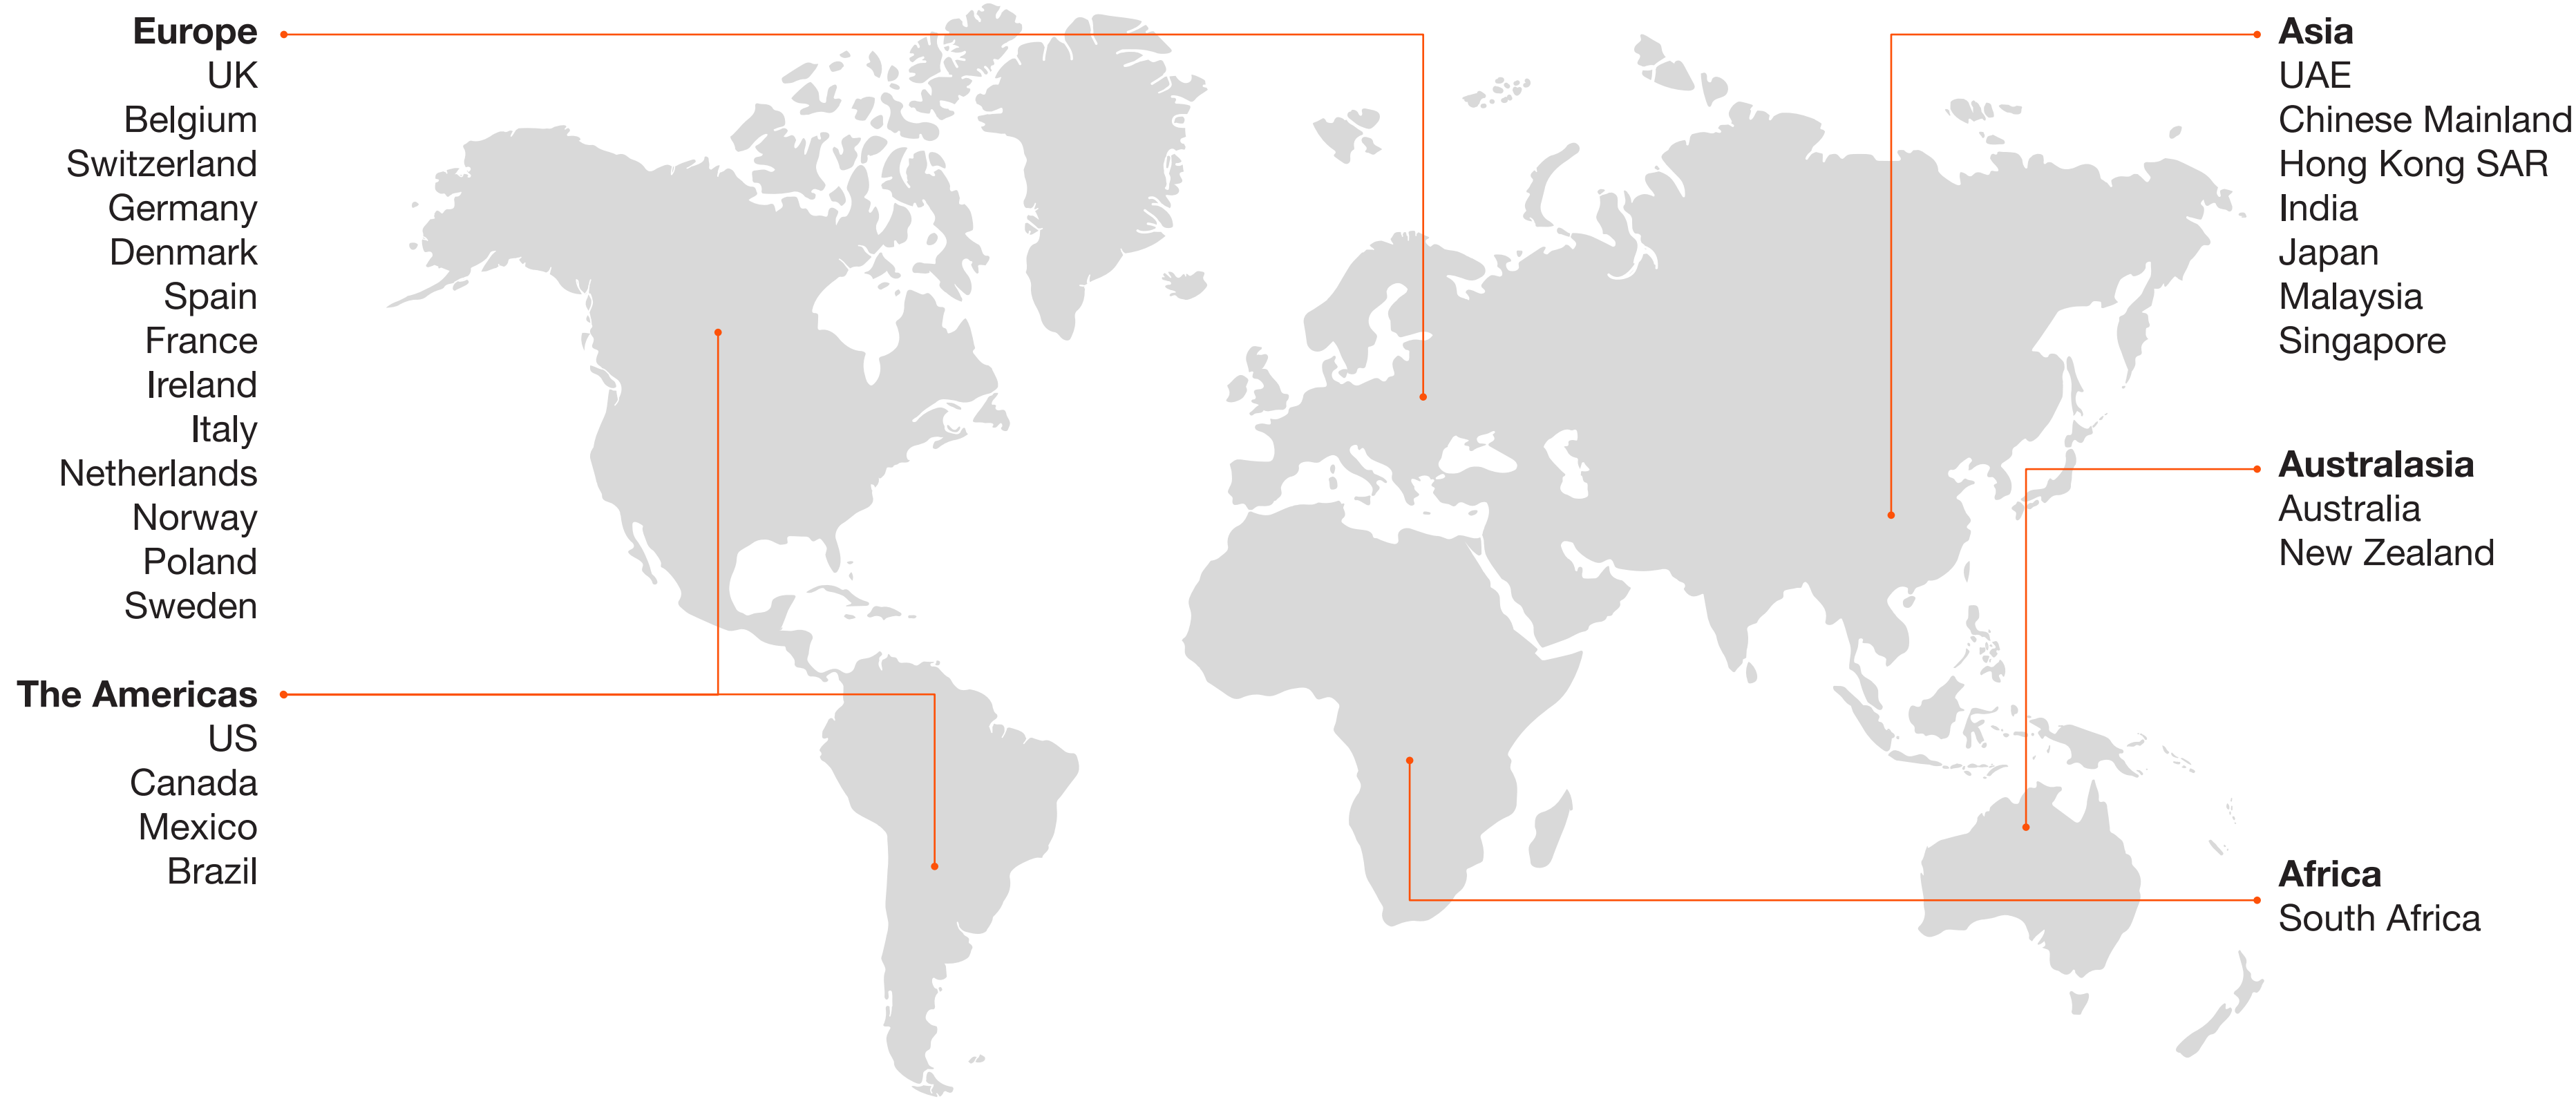 Europe
UK
Belgium
Switzerland
Germany
Denmark
Spain
France
Ireland
Italy
Netherlands
Norway
Poland
Sweden
The Americas
US
Canada
Mexico
Brazil
Asia
UAE
Chinese Mainland
Hong Kong SAR
India
Japan
Malaysia
Singapore
Australasia
Australia
New Zealand
Africa
South Africa